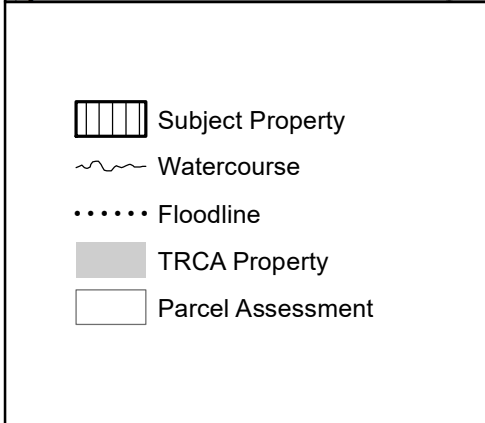 Subject Property
Watercourse
Floodline
TRCA Property
Parcel Assessment